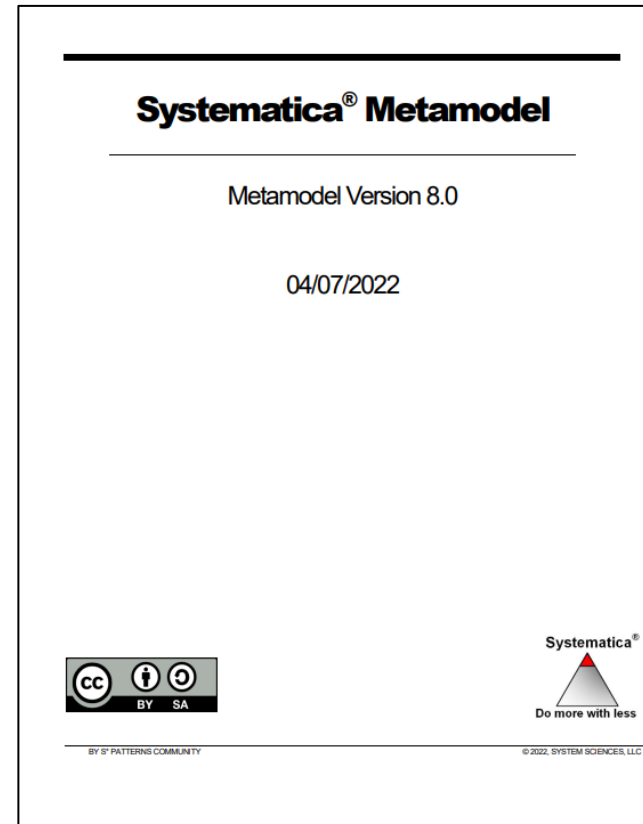 Systematica® Metamodel
Metamodel Version 8.0
04/07/2022
Systematica®
cc
BY SA
Do more with less
BY S* PATTERNS COMMUNITY
© 2022, SYSTEM SCIENCES, LLC